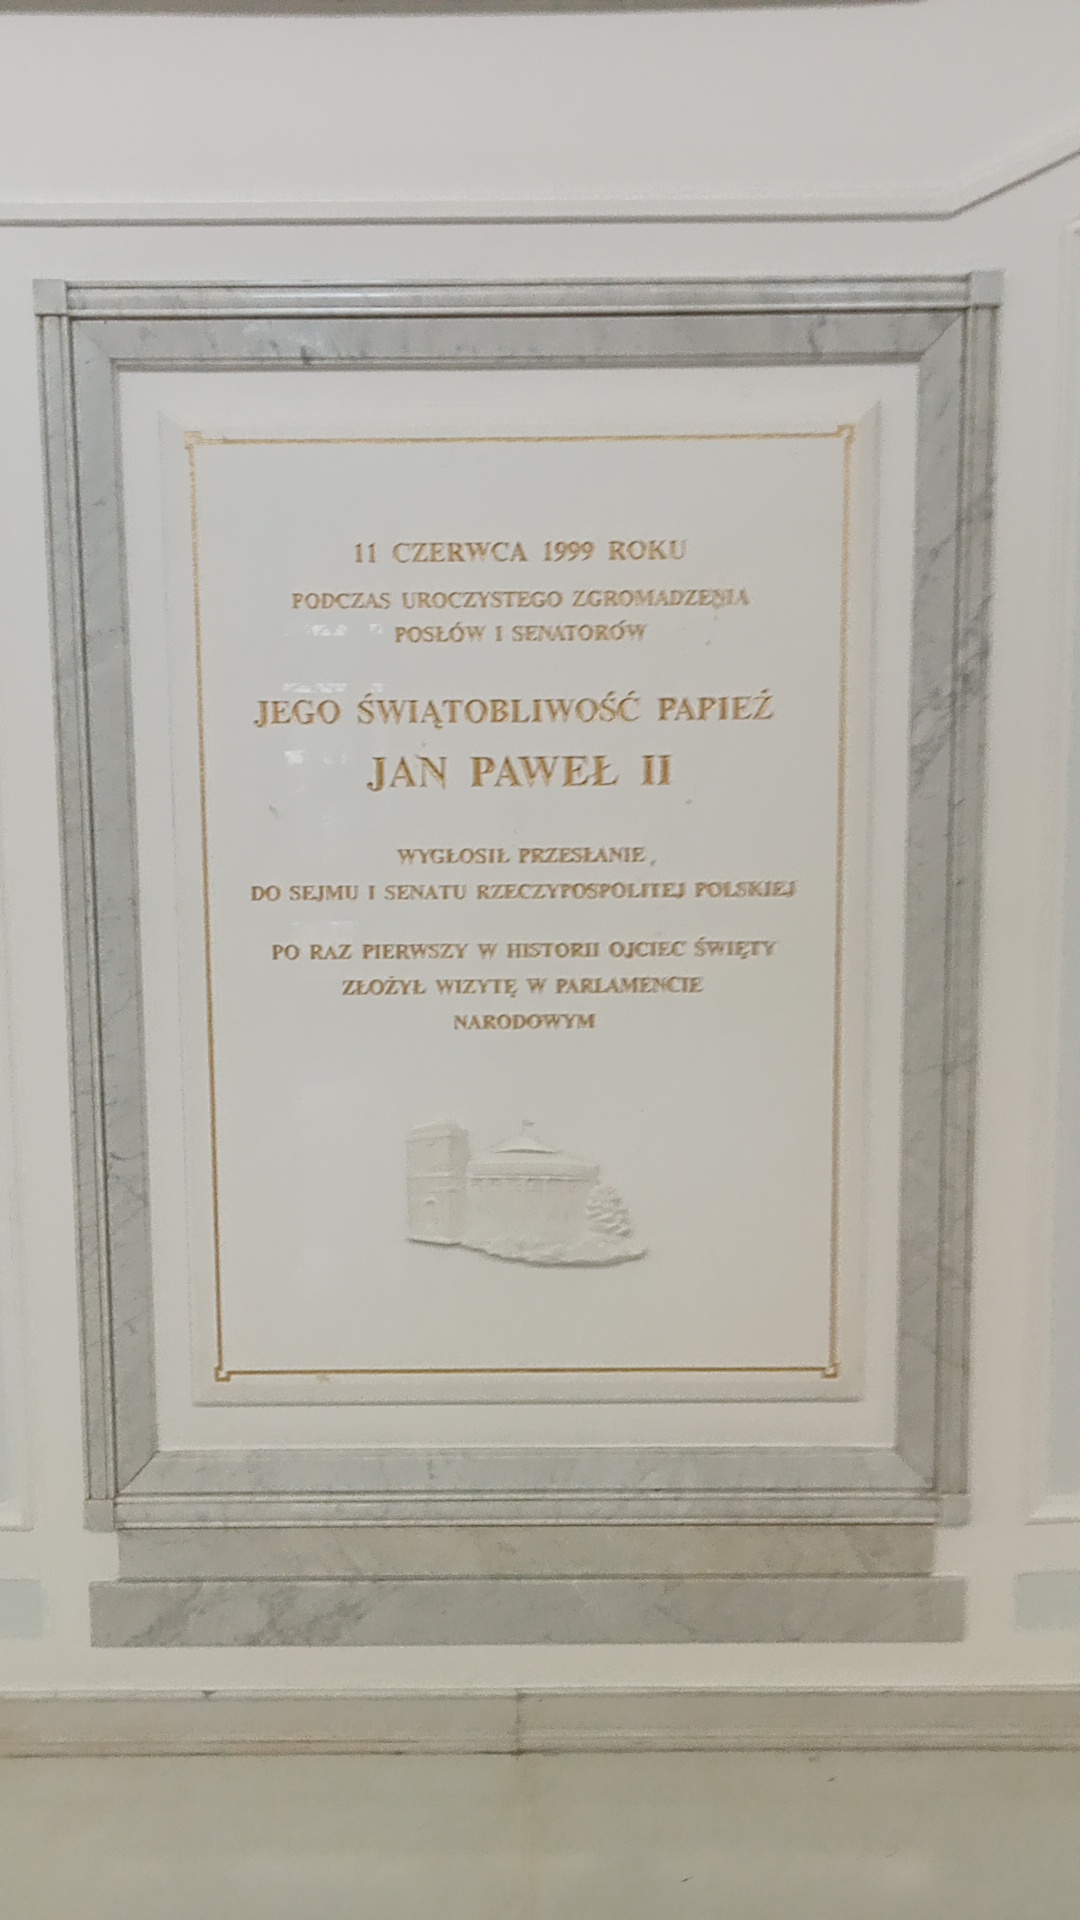 11 CZERWCA 1999 ROKU
PODCZAS UROCZYSTEGO ZGROMADZENIA
POSŁÓW I SENATORÓW
JEGO ŚWIĄTOBLIWOŚĆ PAPIEŻ
JAN PAWEŁ II
WYGŁOSIŁ PRZESŁANIE
DO SEJMU I SENATU RZECZYPOSPOLITEJ POLSKIEJ
PO RAZ PIERWSZY W HISTORII OJCIEC ŚWIĘTY
ZŁOŻYŁ WIZYTĘ W PARLAMENCIE
NARODOWYM